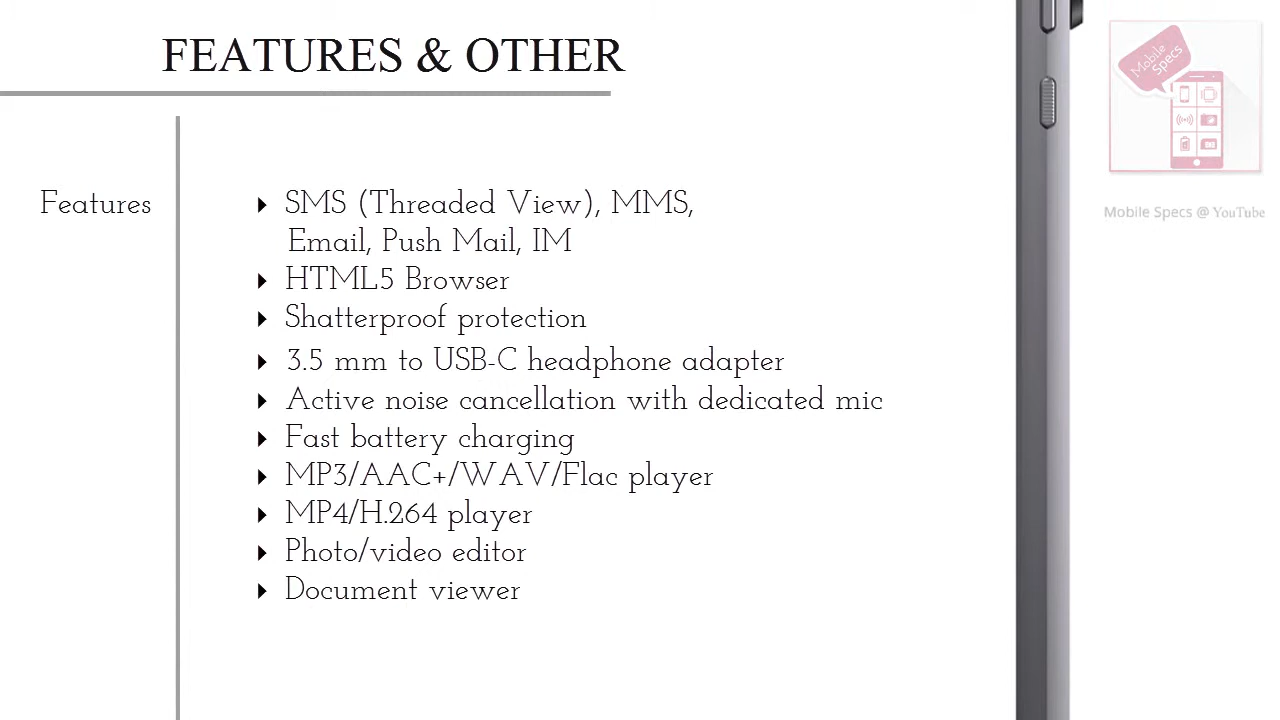 FEATURES & OTHER
Mobile
Specs
Features
SMS (Threaded View), MMS,
Email, Push Mail, IM
HTML5 Browser
Shatterproof protection
3.5 mm to USB-C headphone adapter
Active noise cancellation with dedicated mic
Fast battery charging
MP3/AAC+/WAV/Flac player
MP4/H.264 player
Photo/video editor
Document viewer
Mobile Specs @ YouTube